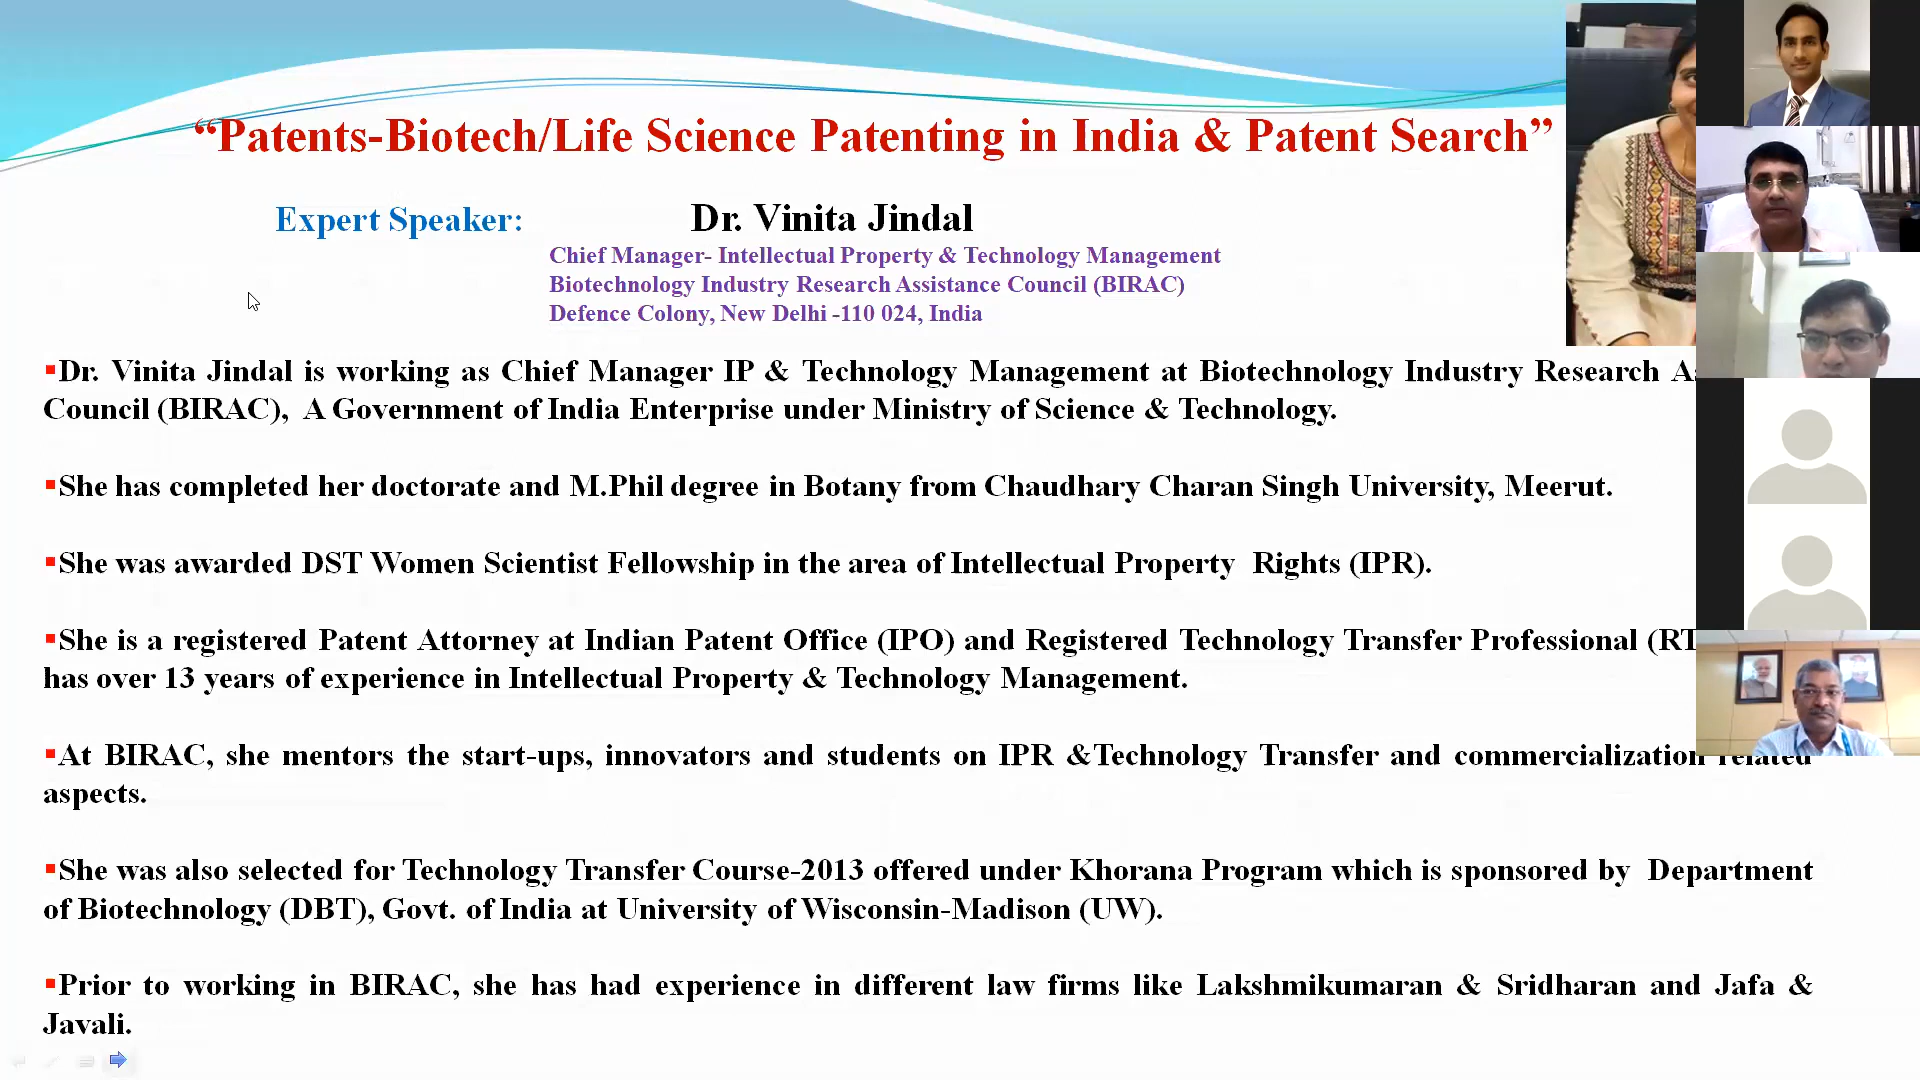 “Patents-Biotech/Life Science Patenting in India & Patent Search”
Expert Speaker: Dr. Vinita Jindal
Chief Manager- Intellectual Property & Technology Management
Biotechnology Industry Research Assistance Council (BIRAC)
Defence Colony, New Delhi -110 024, India
▪Dr. Vinita Jindal is working as Chief Manager IP & Technology Management at Biotechnology Industry Research
Council (BIRAC), A Government of India Enterprise under Ministry of Science & Technology.
▪She has completed her doctorate and M.Phil degree in Botany from Chaudhary Charan Singh University, Meerut.
▪She was awarded DST Women Scientist Fellowship in the area of Intellectual Property Rights (IPR).
▪She is a registered Patent Attorney at Indian Patent Office (IPO) and Registered Technology Transfer Professional
has over 13 years of experience in Intellectual Property & Technology Management.
▪At BIRAC, she mentors the start-ups, innovators and students on IPR &Technology Transfer and commercialization related
aspects.
▪She was also selected for Technology Transfer Course-2013 offered under Khorana Program which is sponsored by Department
of Biotechnology (DBT), Govt. of India at University of Wisconsin-Madison (UW).
▪Prior to working in BIRAC, she has had experience in different law firms like Lakshmikumaran & Sridharan and Jafa &
Javali.